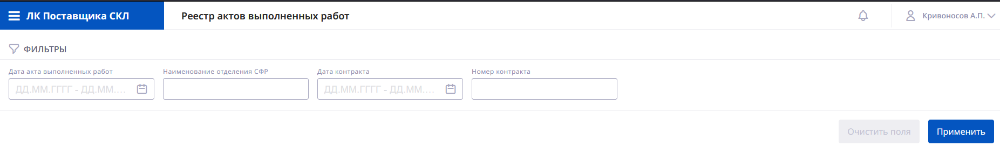 ЛК Поставщика СКЛ
Реестр актов выполненных работ
Кривоносов А.П.
ФИЛЬТРЫ
Дата акта выполненных работ
Наименование отделения СФР
Дата контракта
Номер контракта
ДД.ММ.ГГГГ - ДД.ММ....
ДД.ММ.ГГГГ - ДД.ММ....
Очистить поля
Применить